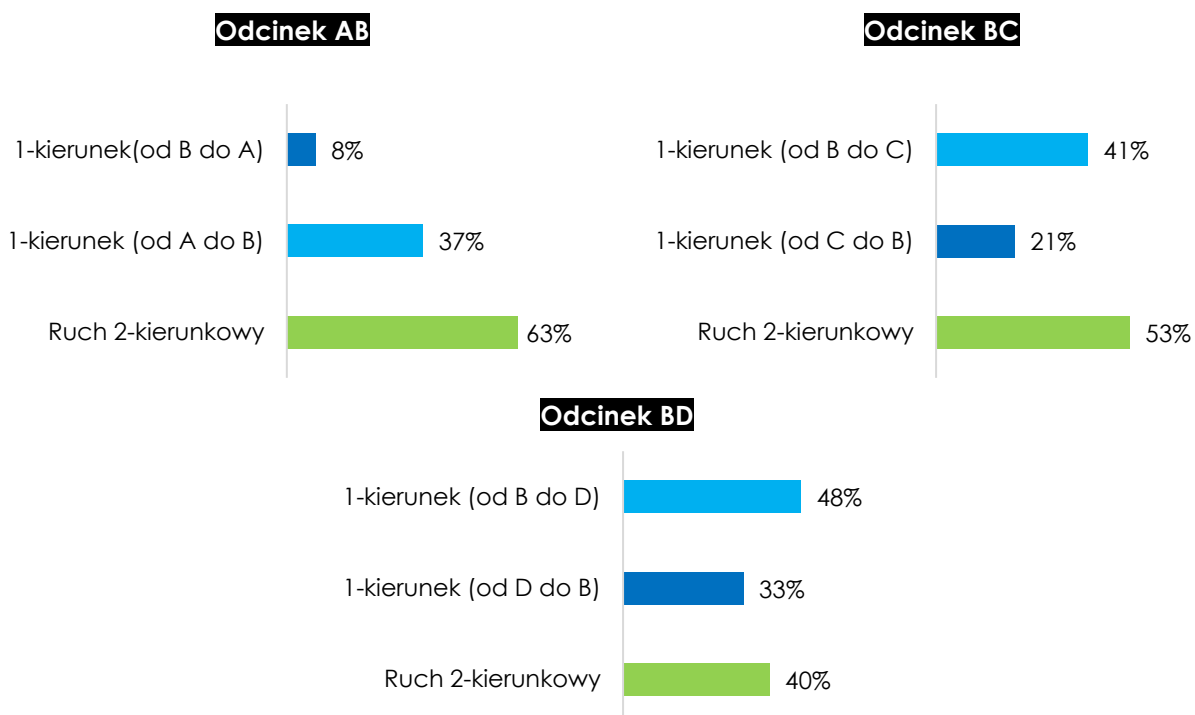 Odcinek AB
1-kierunek(od B do A) 8%
1-kierunek (od A do B) 37%
Ruch 2-kierunkowy 63%
Odcinek BC
1-kierunek (od B do C) 41%
1-kierunek (od C do B) 21%
Ruch 2-kierunkowy 53%
Odcinek BD
1-kierunek (od B do D) 48%
1-kierunek (od D do B) 33%
Ruch 2-kierunkowy 40%